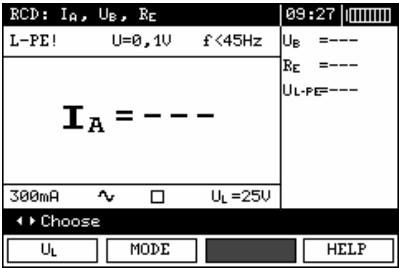 RCD: IA, UB, RE 09:27
L-PE! U=0,1V f<45Hz
UB =---
RE =---
UL-PE=---
IA = ---
300mA UL =25V
Choose
UL MODE HELP